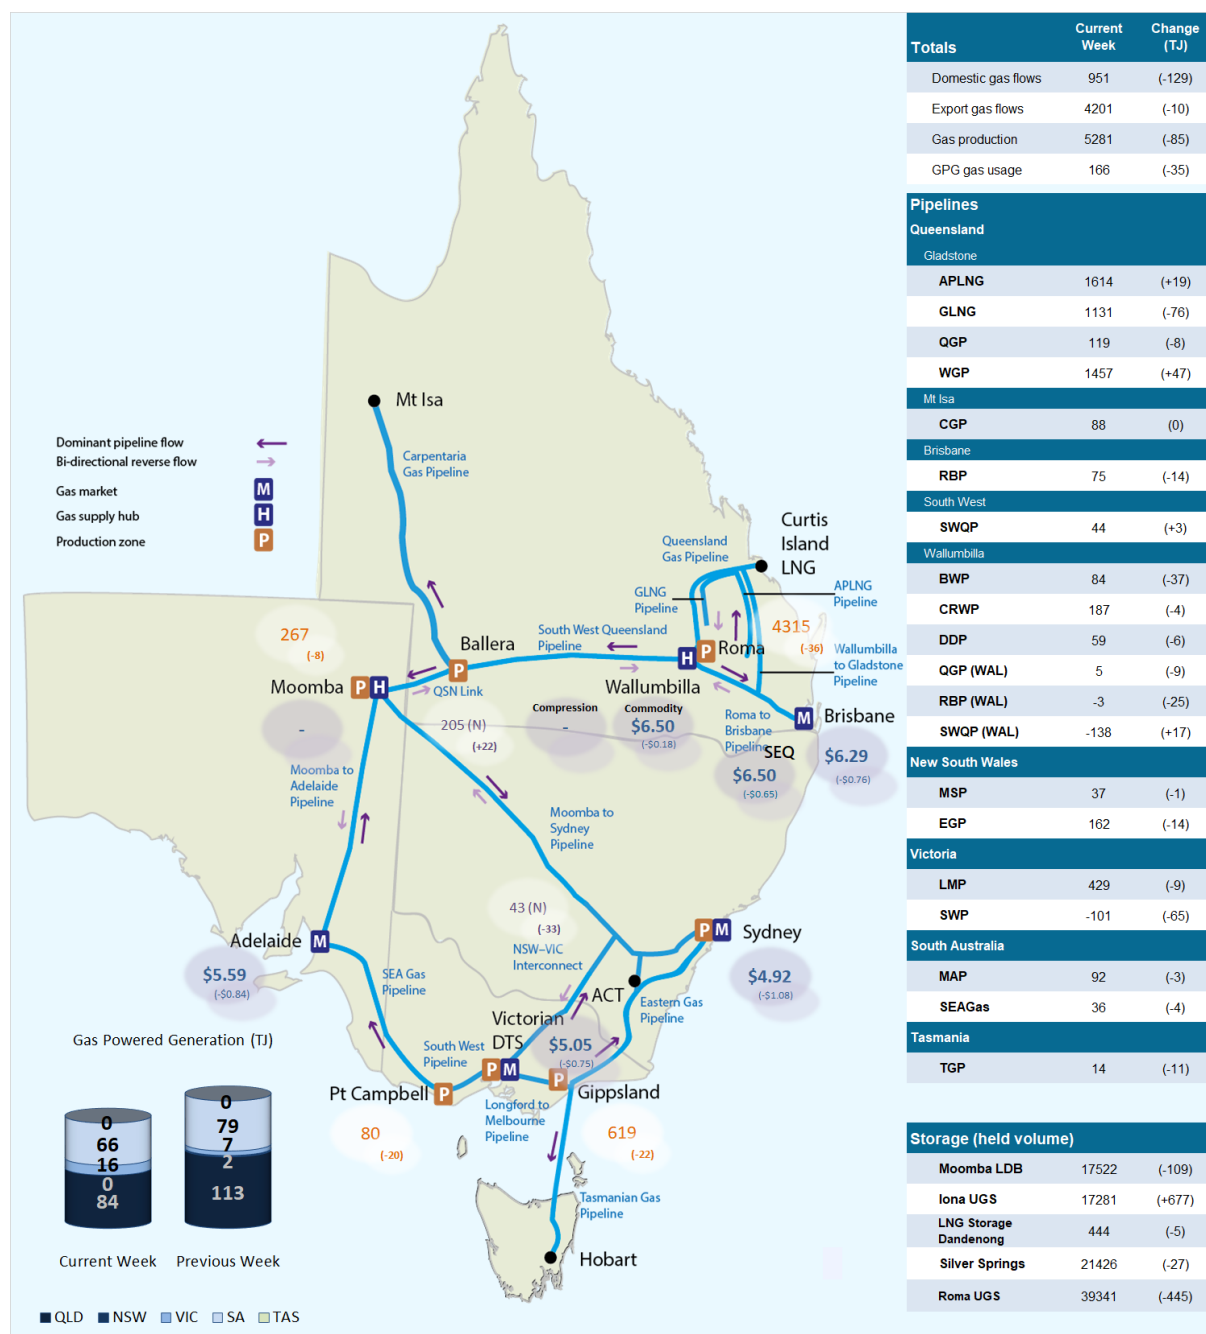 Mt Isa
Dominant pipeline flow
Bi-directional reverse flow
Gas market M
Gas supply hub H
Production zone P
Carpentaria
Gas Pipeline
Curtis
Island
LNG
Queensland
Gas Pipeline
GLNG
Pipeline
APLNG
Pipeline
267
(-8)
Ballera
South West Queensland
Pipeline
H P Roma
4315
(-36)
Wallumbilla
to Gladstone
Pipeline
P
Moomba P H
QSN Link
Wallumbilla
-
205 (N)
(+22)
Compression
-
Commodity
$6.50
(-$0.18)
Roma to
Brisbane
Pipeline
M Brisbane
SEQ
$6.50
(-$0.65)
$6.29
(-$0.76)
Moomba to
Adelaide
Pipeline
Moomba to
Sydney
Pipeline
43 (N)
(-33)
NSW–VIC
Interconnect
Adelaide M
P M Sydney
$5.59
(-$0.84)
SEA Gas
Pipeline
$4.92
(-$1.08)
ACT
Eastern Gas
Pipeline
Victorian
DTS
$5.05
(-$0.75)
South West
Pipeline
P M
P
Gippsland
Pt Campbell P
Longford to
Melbourne
Pipeline
80
(-20)
619
(-22)
Tasmanian Gas
Pipeline
Hobart
Gas Powered Generation (TJ)
0
66
16
0
84
0
79
7
2
113
Current Week
Previous Week
QLD NSW VIC SA TAS
Totals Current Week Change (TJ)
Domestic gas flows 951 (-129)
Export gas flows 4201 (-10)
Gas production 5281 (-85)
GPG gas usage 166 (-35)
Pipelines
Queensland
Gladstone
APLNG 1614 (+19)
GLNG 1131 (-76)
QGP 119 (-8)
WGP 1457 (+47)
Mt Isa
CGP 88 (0)
Brisbane
RBP 75 (-14)
South West
SWQP 44 (+3)
Wallumbilla
BWP 84 (-37)
CRWP 187 (-4)
DDP 59 (-6)
QGP (WAL) 5 (-9)
RBP (WAL) -3 (-25)
SWQP (WAL) -138 (+17)
New South Wales
MSP 37 (-1)
EGP 162 (-14)
Victoria
LMP 429 (-9)
SWP -101 (-65)
South Australia
MAP 92 (-3)
SEAGas 36 (-4)
Tasmania
TGP 14 (-11)
Storage (held volume)
Moomba LDB 17522 (-109)
Iona UGS 17281 (+677)
LNG Storage
Dandenong 444 (-5)
Silver Springs 21426 (-27)
Roma UGS 39341 (-445)